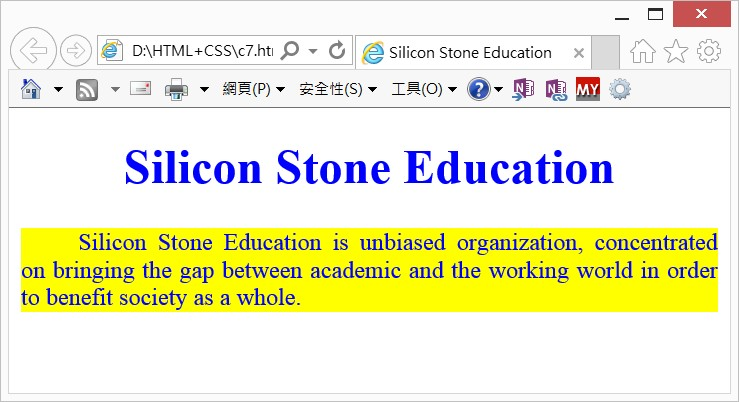 D:\HTML+CSS\c7.htm
Silicon Stone Education
網頁(P) 安全性(S) 工具(O) ? MY
Silicon Stone Education
Silicon Stone Education is unbiased organization, concentrated
on bringing the gap between academic and the working world in order
to benefit society as a whole.